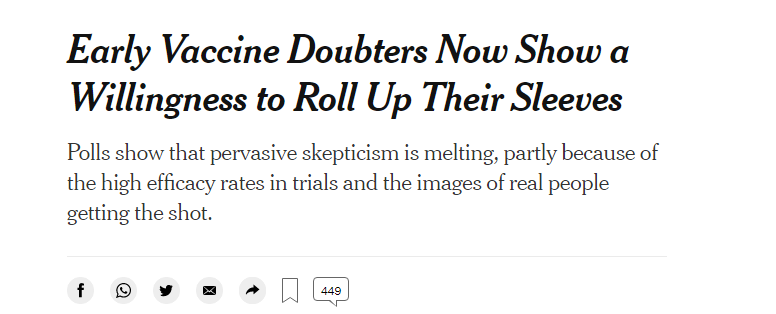 Early Vaccine Doubters Now Show a
Willingness to Roll Up Their Sleeves
Polls show that pervasive skepticism is melting, partly because of
the high efficacy rates in trials and the images of real people
getting the shot.
449